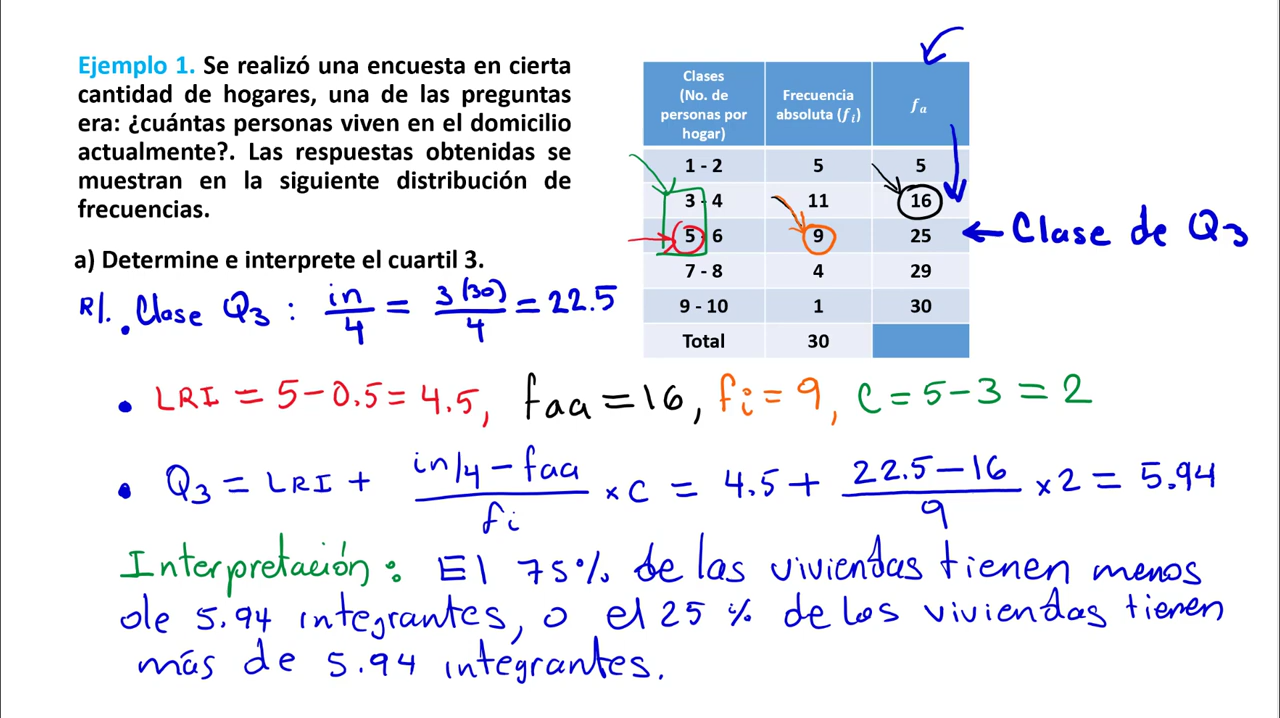 Ejemplo 1. Se realizó una encuesta en cierta
cantidad de hogares, una de las preguntas
era: ¿cuántas personas viven en el domicilio
actualmente?. Las respuestas obtenidas se
muestran en la siguiente distribución de
frecuencias.
a) Determine e interprete el cuartil 3.
Clases (No. de personas por hogar) Frecuencia absoluta (fᵢ) fₐ
1 - 2 5 5
3 - 4 11 16
5 - 6 9 25 ← Clase de Q3
7 - 8 4 29
9 - 10 1 30
Total 30
R/. Clase Q3 : in/4 = 3(30)/4 = 22.5
• LRI = 5 - 0.5 = 4.5, faa = 16, fi = 9, C = 5 - 3 = 2
• Q3 = LRI + (in/4 - faa)/fi × C = 4.5 + (22.5 - 16)/9 × 2 = 5.94
Interpretación: El 75% de las viviendas tienen menos
de 5.94 integrantes, o el 25 % de los viviendas tienen
más de 5.94 integrantes.